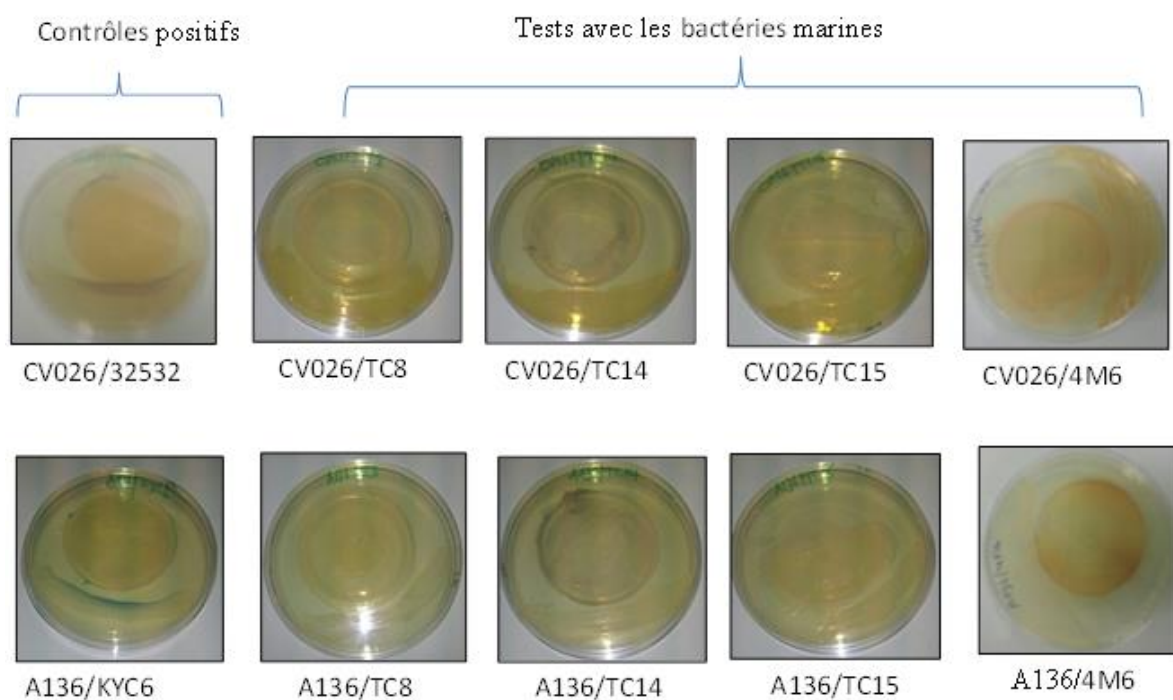 Contrôles positifs
Tests avec les bactéries marines
CV026/32532
CV026/TC8
CV026/TC14
CV026/TC15
CV026/4M6
A136/KYC6
A136/TC8
A136/TC14
A136/TC15
A136/4M6